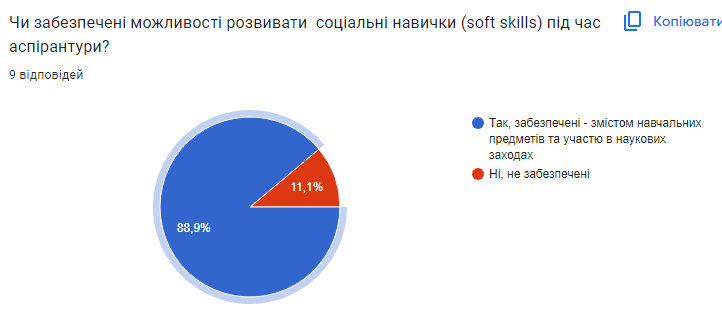 Чи забезпечені можливості розвивати  соціальні навички (soft skills) під час
аспірантури?
Копіювати
9 відповідей
Так, забезпечені - змістом навчальних
предметів та участю в наукових
заходах
Ні, не забезпечені
11,1%
88,9%